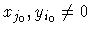 $x_{j_0}, y_{i_0} \neq 0$